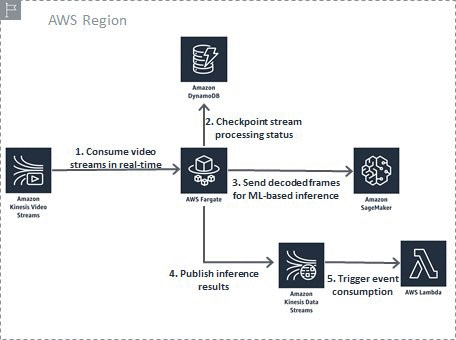 AWS Region
Amazon
DynamoDB
2. Checkpoint stream
processing status
1. Consume video
streams in real-time
Amazon
Kinesis Video
Streams
AWS Fargate
3. Send decoded frames
for ML-based inference
Amazon
SageMaker
4. Publish inference
results
Amazon
Kinesis Data
Streams
5. Trigger event
consumption
AWS Lambda